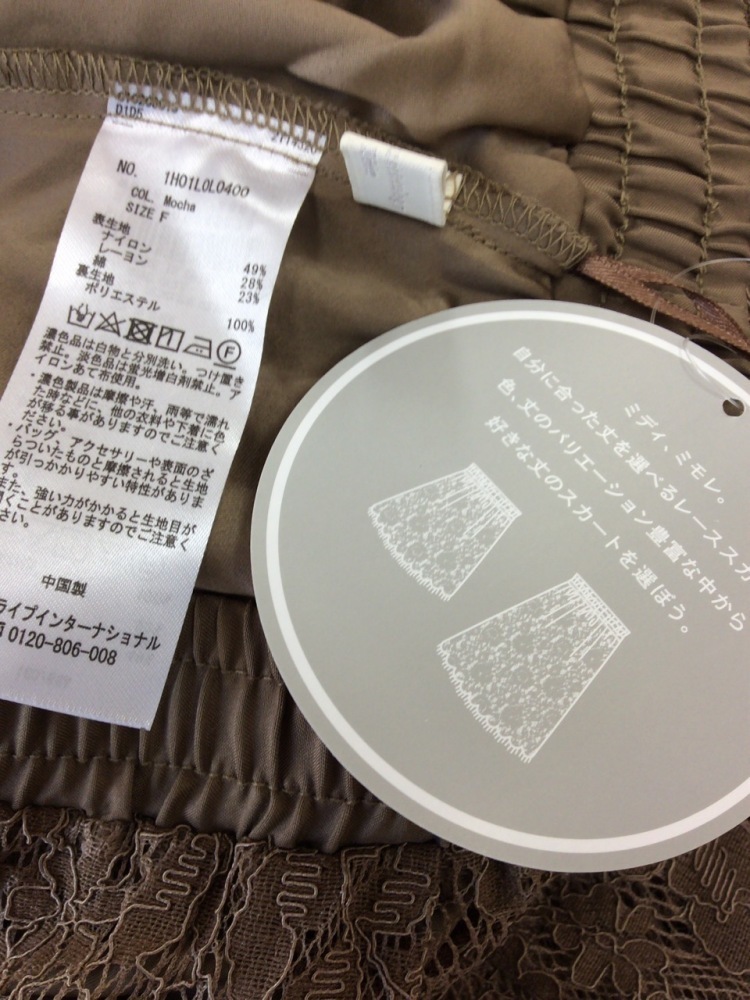 D1D5
NO. 1H01L0L0400
COL. Mocha
SIZE F
表生地
ナイロン 49%
レーヨン 28%
綿 23%
裏生地
ポリエステル 100%
濃色品は白物と分別洗い。つけ置き
禁止。淡色品は蛍光増白剤禁止。ア
イロンあて布使用。
・濃色製品は摩擦や汗、雨等で濡れ
た時などに、他の衣料や下着に色
が移る事がありますのでご注意く
ださい。
・バッグ、アクセサリーや表面のざ
らついたものと摩擦されると生地
が引っかかりやすい特性がありま
す。
また、強い力がかかると生地目が
開くことがありますのでご注意く
さい。
中国製
ライブインターナショナル
0120-806-008
ミディ、ミモレ。
自分に合った丈を選べるレーススカ
色、丈のバリエーション豊富な中から
好きな丈のスカートを選ぼう。